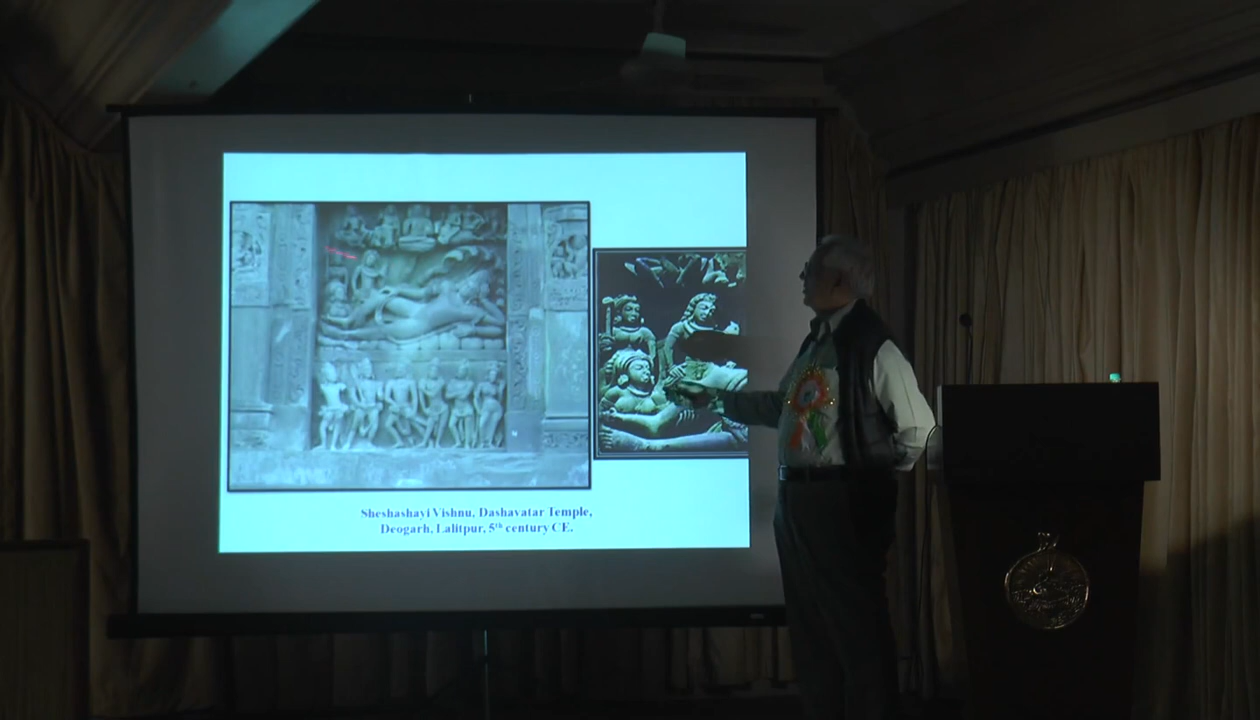 Sheshashayi Vishnu, Dashavatar Temple,
Deogarh, Lalitpur, 5th century CE.